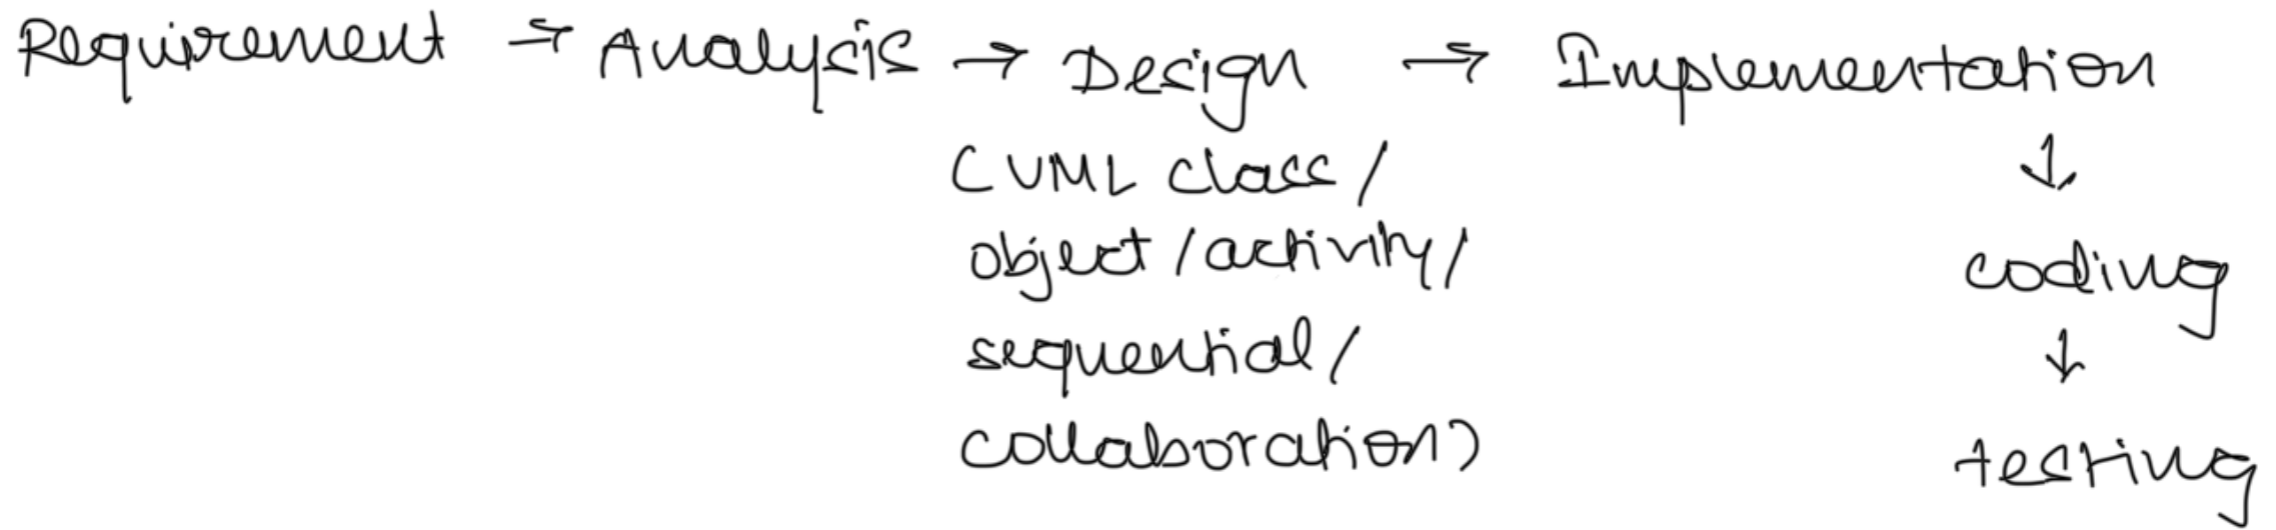 Requirement → Analysis → Design → Implementation
(UML class/
object/activity/
sequential/
collaboration)
↓
coding
↓
testing